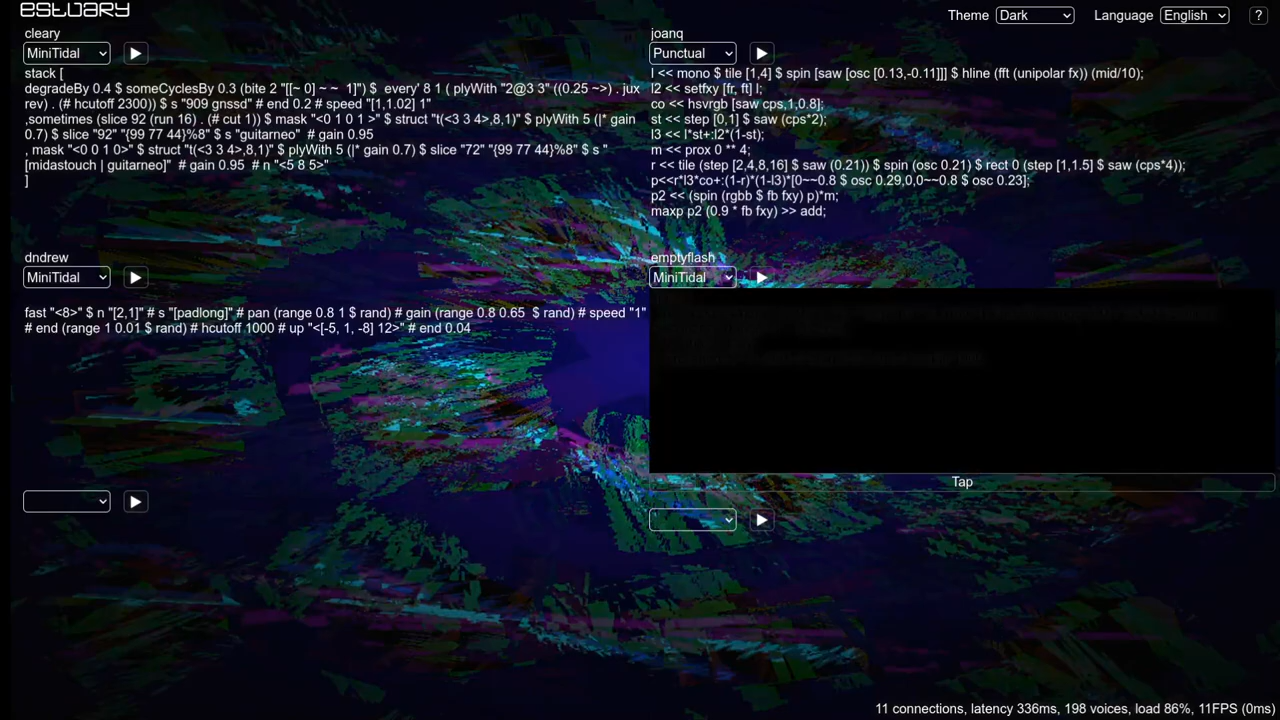 estuary
Theme Dark Language English ?
cleary
MiniTidal
stack [
degradeBy 0.4 $ someCyclesBy 0.3 (bite 2 "[[~ 0] ~ ~  1]") $  every' 8 1 ( plyWith "2@3 3" ((0.25 ~>) . jux
rev) . (# hcutoff 2300)) $ s "909 gnssd" # end 0.2 # speed "[1,1.02] 1"
,sometimes (slice 92 (run 16) . (# cut 1)) $ mask "<0 1 0 1 >" $ struct "t(<3 3 4>,8,1)" $ plyWith 5 (|* gain
0.7) $ slice "92" "{99 77 44}%8" $ s "guitarneo"  # gain 0.95
, mask "<0 0 1 0>" $ struct "t(<3 3 4>,8,1)" $ plyWith 5 (|* gain 0.7) $ slice "72" "{99 77 44}%8" $ s "
[midastouch | guitarneo]"  # gain 0.95  # n "<5 8 5>"
]
joanq
Punctual
l << mono $ tile [1,4] $ spin [saw [osc [0.13,-0.11]]] $ hline (fft (unipolar fx)) (mid/10);
l2 << setfxy [fr, ft] l;
co << hsvrgb [saw cps,1,0.8];
st << step [0,1] $ saw (cps*2);
l3 << l*st+:l2*(1-st);
m << prox 0 ** 4;
r << tile (step [2,4,8,16] $ saw (0.21)) $ spin (osc 0.21) $ rect 0 (step [1,1.5] $ saw (cps*4));
p<<r*l3*co+:(1-r)*(1-l3)*[0~~0.8 $ osc 0.29,0,0~~0.8 $ osc 0.23];
p2 << (spin (rgbb $ fb fxy) p)*m;
maxp p2 (0.9 * fb fxy) >> add;
dndrew
MiniTidal
fast "<8>" $ n "[2,1]" # s "[padlong]" # pan (range 0.8 1 $ rand) # gain (range 0.8 0.65  $ rand) # speed "1"
# end (range 1 0.01 $ rand) # hcutoff 1000 # up "<[-5, 1, -8] 12>" # end 0.04
emptyflash
MiniTidal
Tap
11 connections, latency 336ms, 198 voices, load 86%, 11FPS (0ms)